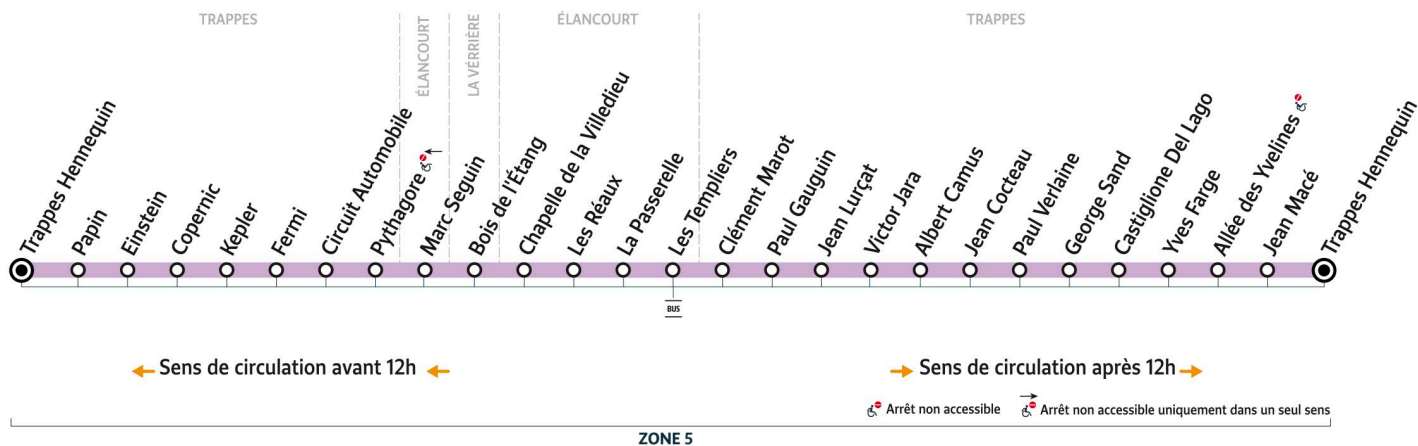 TRAPPES
ÉLANCOURT
LA VERRIÈRE
ÉLANCOURT
TRAPPES
Trappes Hennequin
Papin
Einstein
Copernic
Kepler
Fermi
Circuit Automobile
Pythagore
Marc Seguin
Bois de l'Étang
Chapelle de la Villedieu
Les Réaux
La Passerelle
Les Templiers
Clément Marot
Paul Gauguin
Jean Lurçat
Victor Jara
Albert Camus
Jean Cocteau
Paul Verlaine
George Sand
Castiglione Del Lago
Yves Farge
Allée des Yvelines
Jean Macé
Trappes Hennequin
BUS
Sens de circulation avant 12h
Sens de circulation après 12h
Arrêt non accessible
Arrêt non accessible uniquement dans un seul sens
ZONE 5